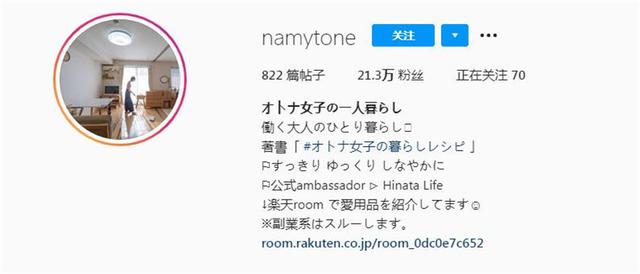 namytone 关注
822 篇帖子 21.3万 粉丝 正在关注 70
オトナ女子の一人暮らし
働く大人のひとり暮らし□
著書「 #オトナ女子の暮らしレシピ 」
⚐すっきり ゆっくり しなやかに
⚐公式ambassador ▷ Hinata Life
↓楽天room で愛用品を紹介してます☺
※副業系はスルーします。
room.rakuten.co.jp/room_0dc0e7c652